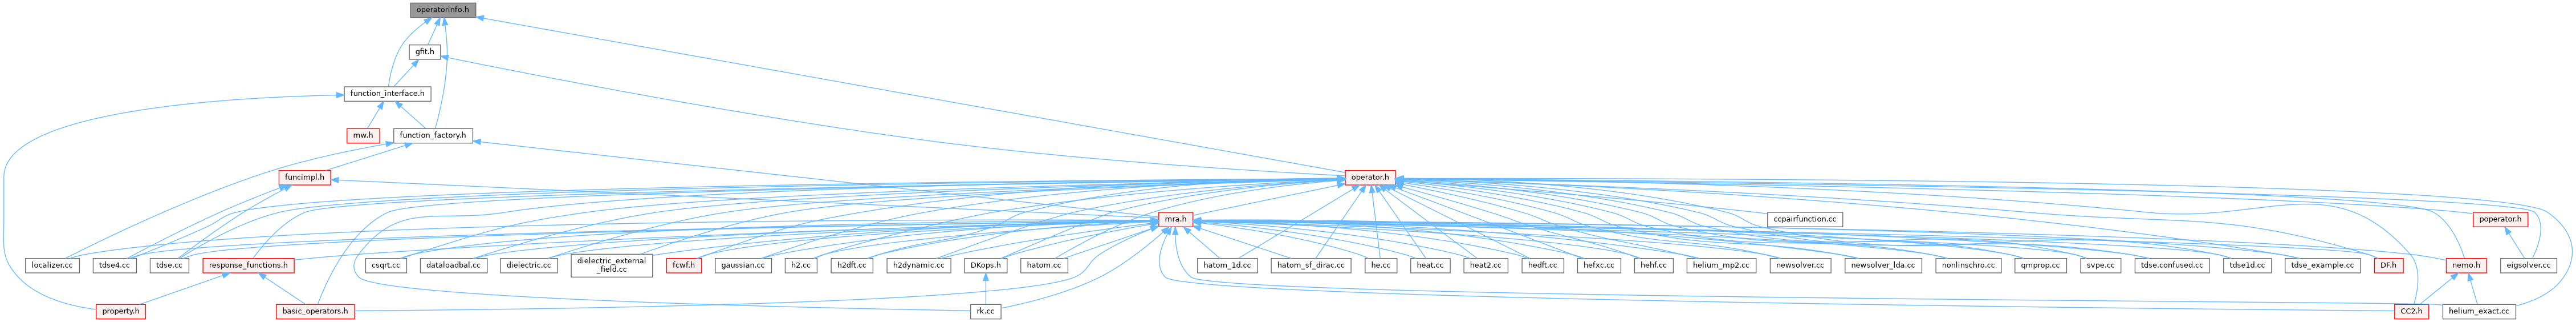 operatorinfo.h
gfit.h
function_interface.h
mw.h
function_factory.h
funcimpl.h
operator.h
mra.h
ccpairfunction.cc
poperator.h
localizer.cc
tdse4.cc
tdse.cc
response_functions.h
csqrt.cc
dataloadbal.cc
dielectric.cc
dielectric_external
_field.cc
fcwf.h
gaussian.cc
h2.cc
h2dft.cc
h2dynamic.cc
DKops.h
hatom.cc
hatom_1d.cc
hatom_sf_dirac.cc
he.cc
heat.cc
heat2.cc
hedft.cc
hefxc.cc
hehf.cc
helium_mp2.cc
newsolver.cc
newsolver_lda.cc
nonlinschro.cc
qmprop.cc
svpe.cc
tdse.confused.cc
tdse1d.cc
tdse_example.cc
DF.h
nemo.h
eigsolver.cc
property.h
basic_operators.h
rk.cc
CC2.h
helium_exact.cc